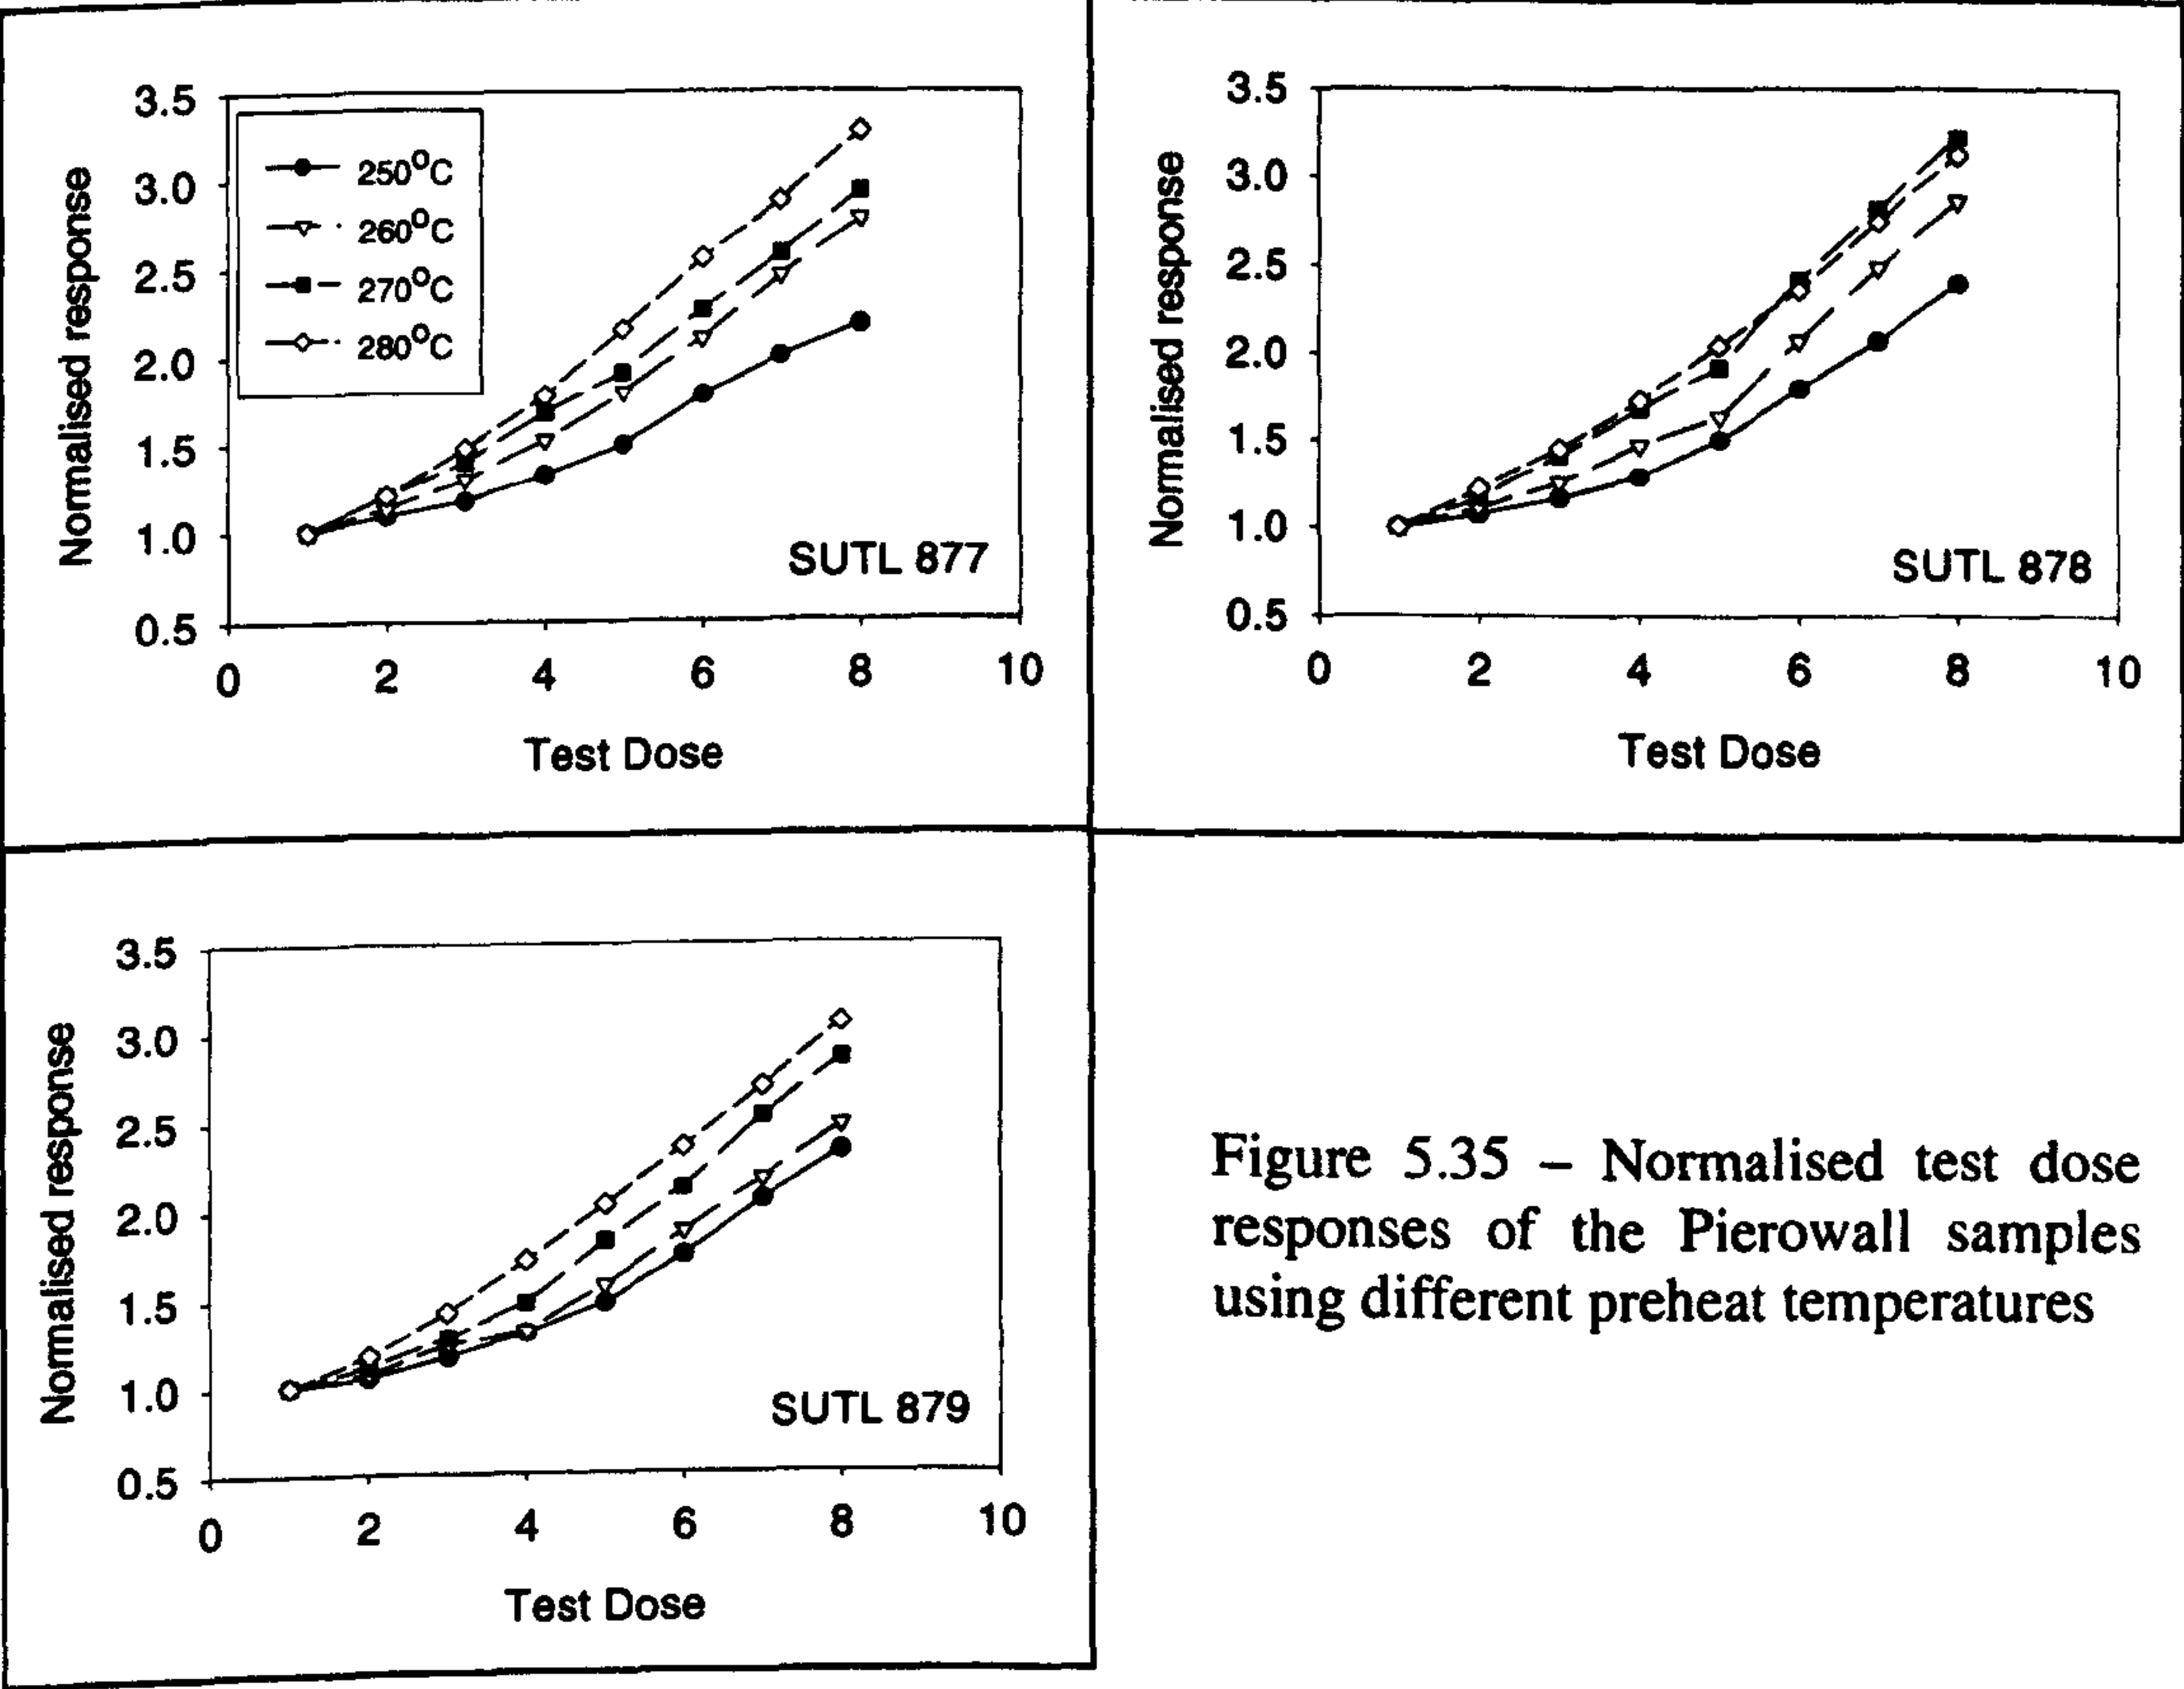 3.5
3.0
2.5
2.0
1.5
1.0
0.5
Normalised response
250°C
260°C
270°C
280°C
SUTL 877
0 2 4 6 8 10
Test Dose
3.5
3.0
2.5
2.0
1.5
1.0
0.5
Normalised response
SUTL 878
0 2 4 6 8 10
Test Dose
3.5
3.0
2.5
2.0
1.5
1.0
0.5
Normalised response
SUTL 879
0 2 4 6 8 10
Test Dose
Figure 5.35 – Normalised test dose
responses of the Pierowall samples
using different preheat temperatures